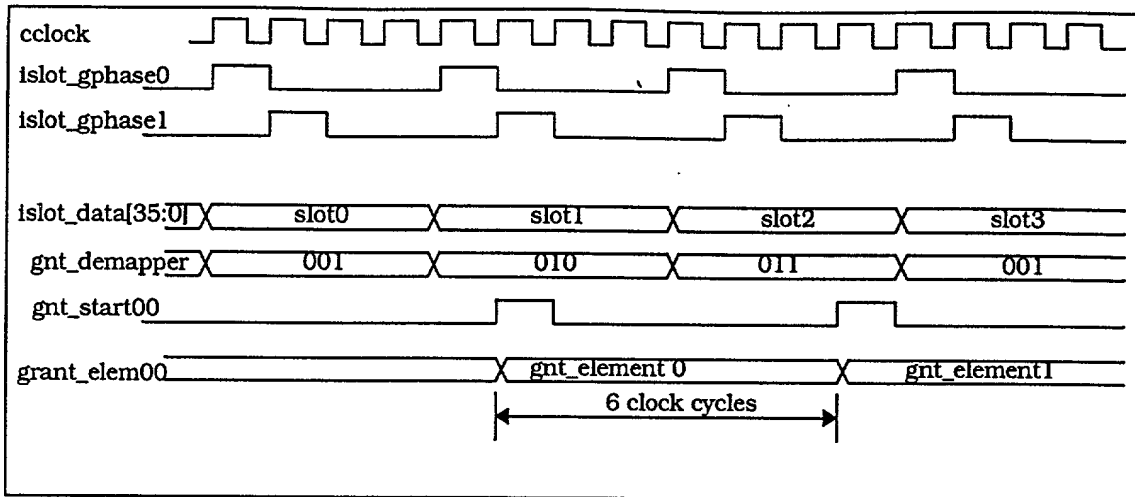 cclock
islot_gphase0
islot_gphase1
islot_data[35:0] slot0 slot1 slot2 slot3
gnt_demapper 001 010 011 001
gnt_start00
grant_elem00 gnt_element 0 gnt_element1
6 clock cycles